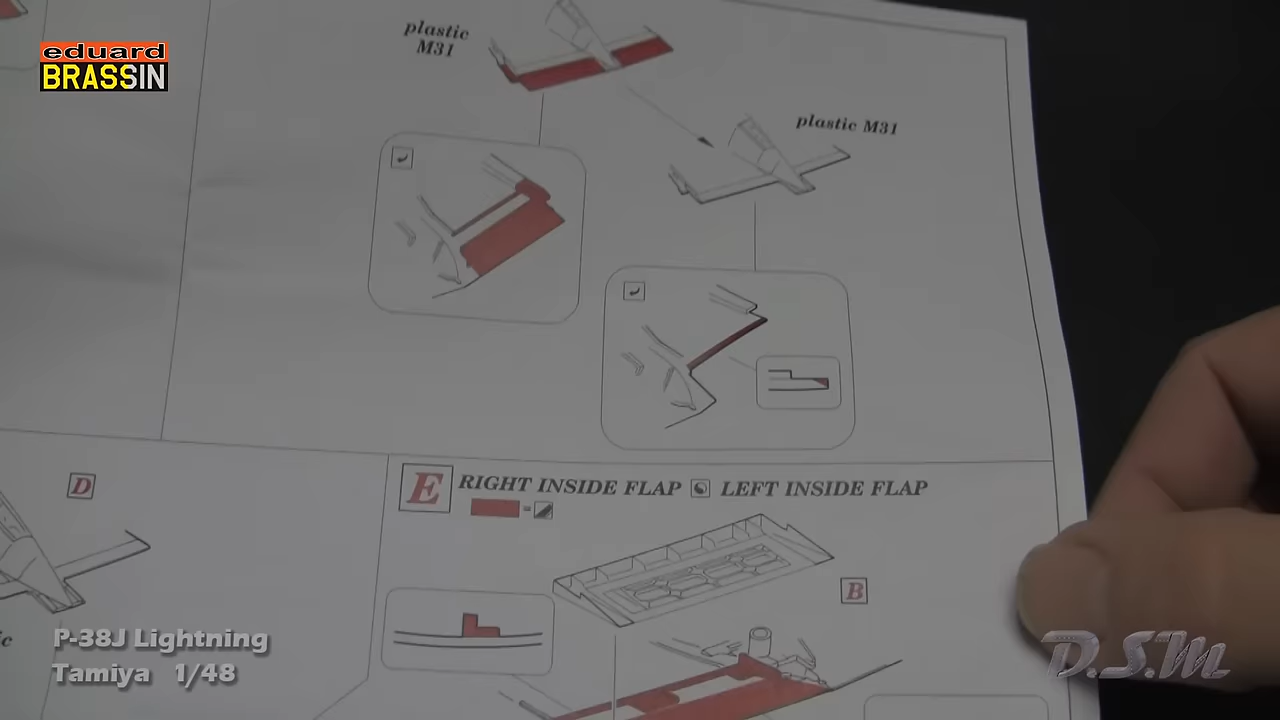 eduard
BRASSIN
plastic
M31
plastic M31
D
E RIGHT INSIDE FLAP LEFT INSIDE FLAP
=
B
P-38J Lightning
Tamiya 1/48
D.S.M